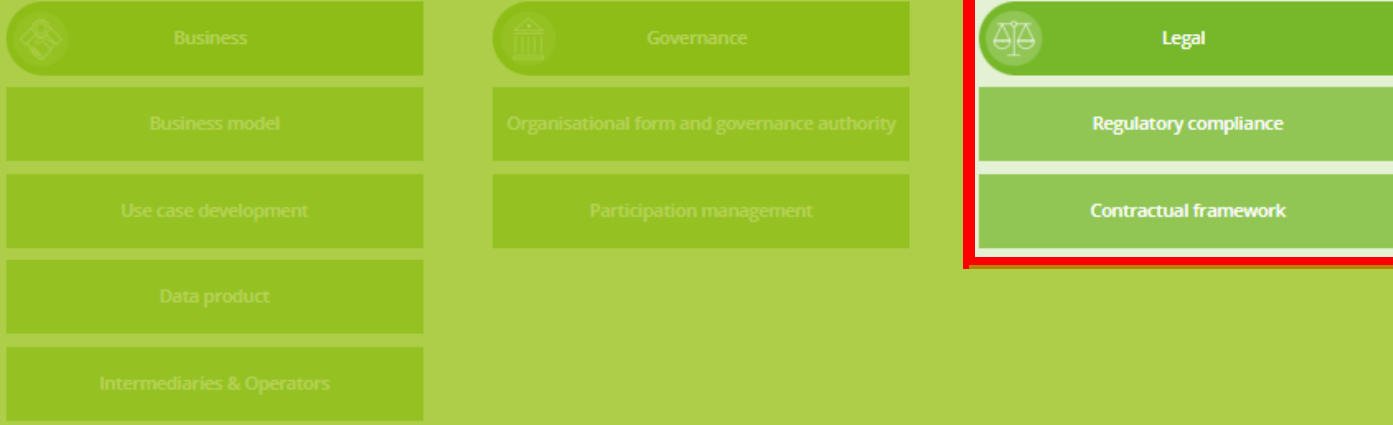 Business
Business model
Use case development
Data product
Intermediaries & Operators
Governance
Organisational form and governance authority
Participation management
Legal
Regulatory compliance
Contractual framework